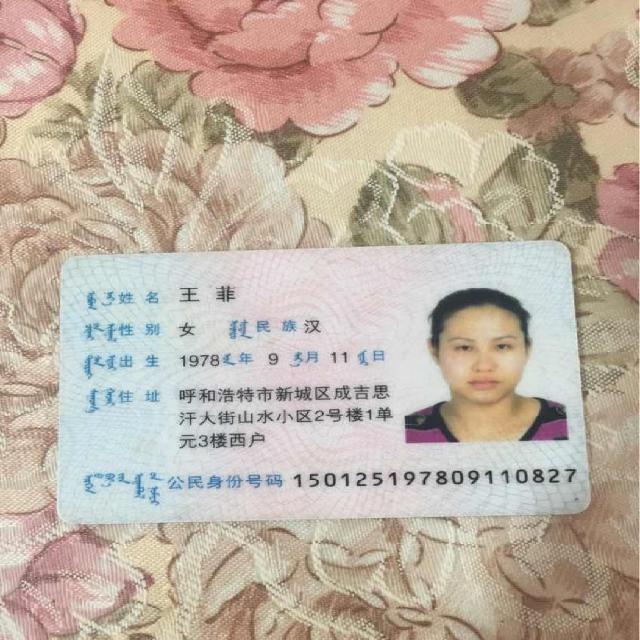 姓名 王菲
性别 女 民族 汉
出生 1978年9月11日
住址 呼和浩特市新城区成吉思
汗大街山水小区2号楼1单
元3楼西户
公民身份号码 150125197809110827